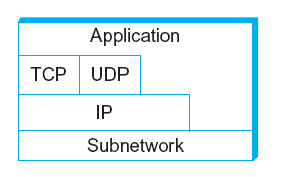 Application
TCP UDP
IP
Subnetwork